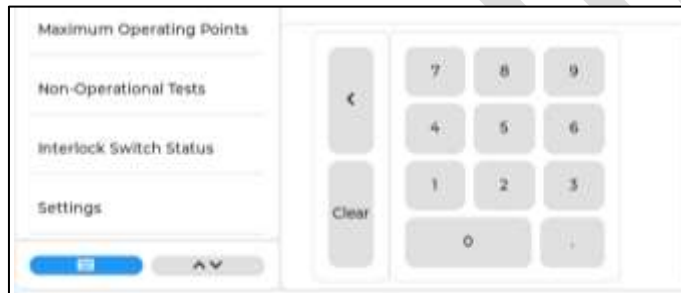 Maximum Operating Points
Non-Operational Tests
Interlock Switch Status
Settings
<
Clear
7 8 9
4 5 6
1 2 3
0 .